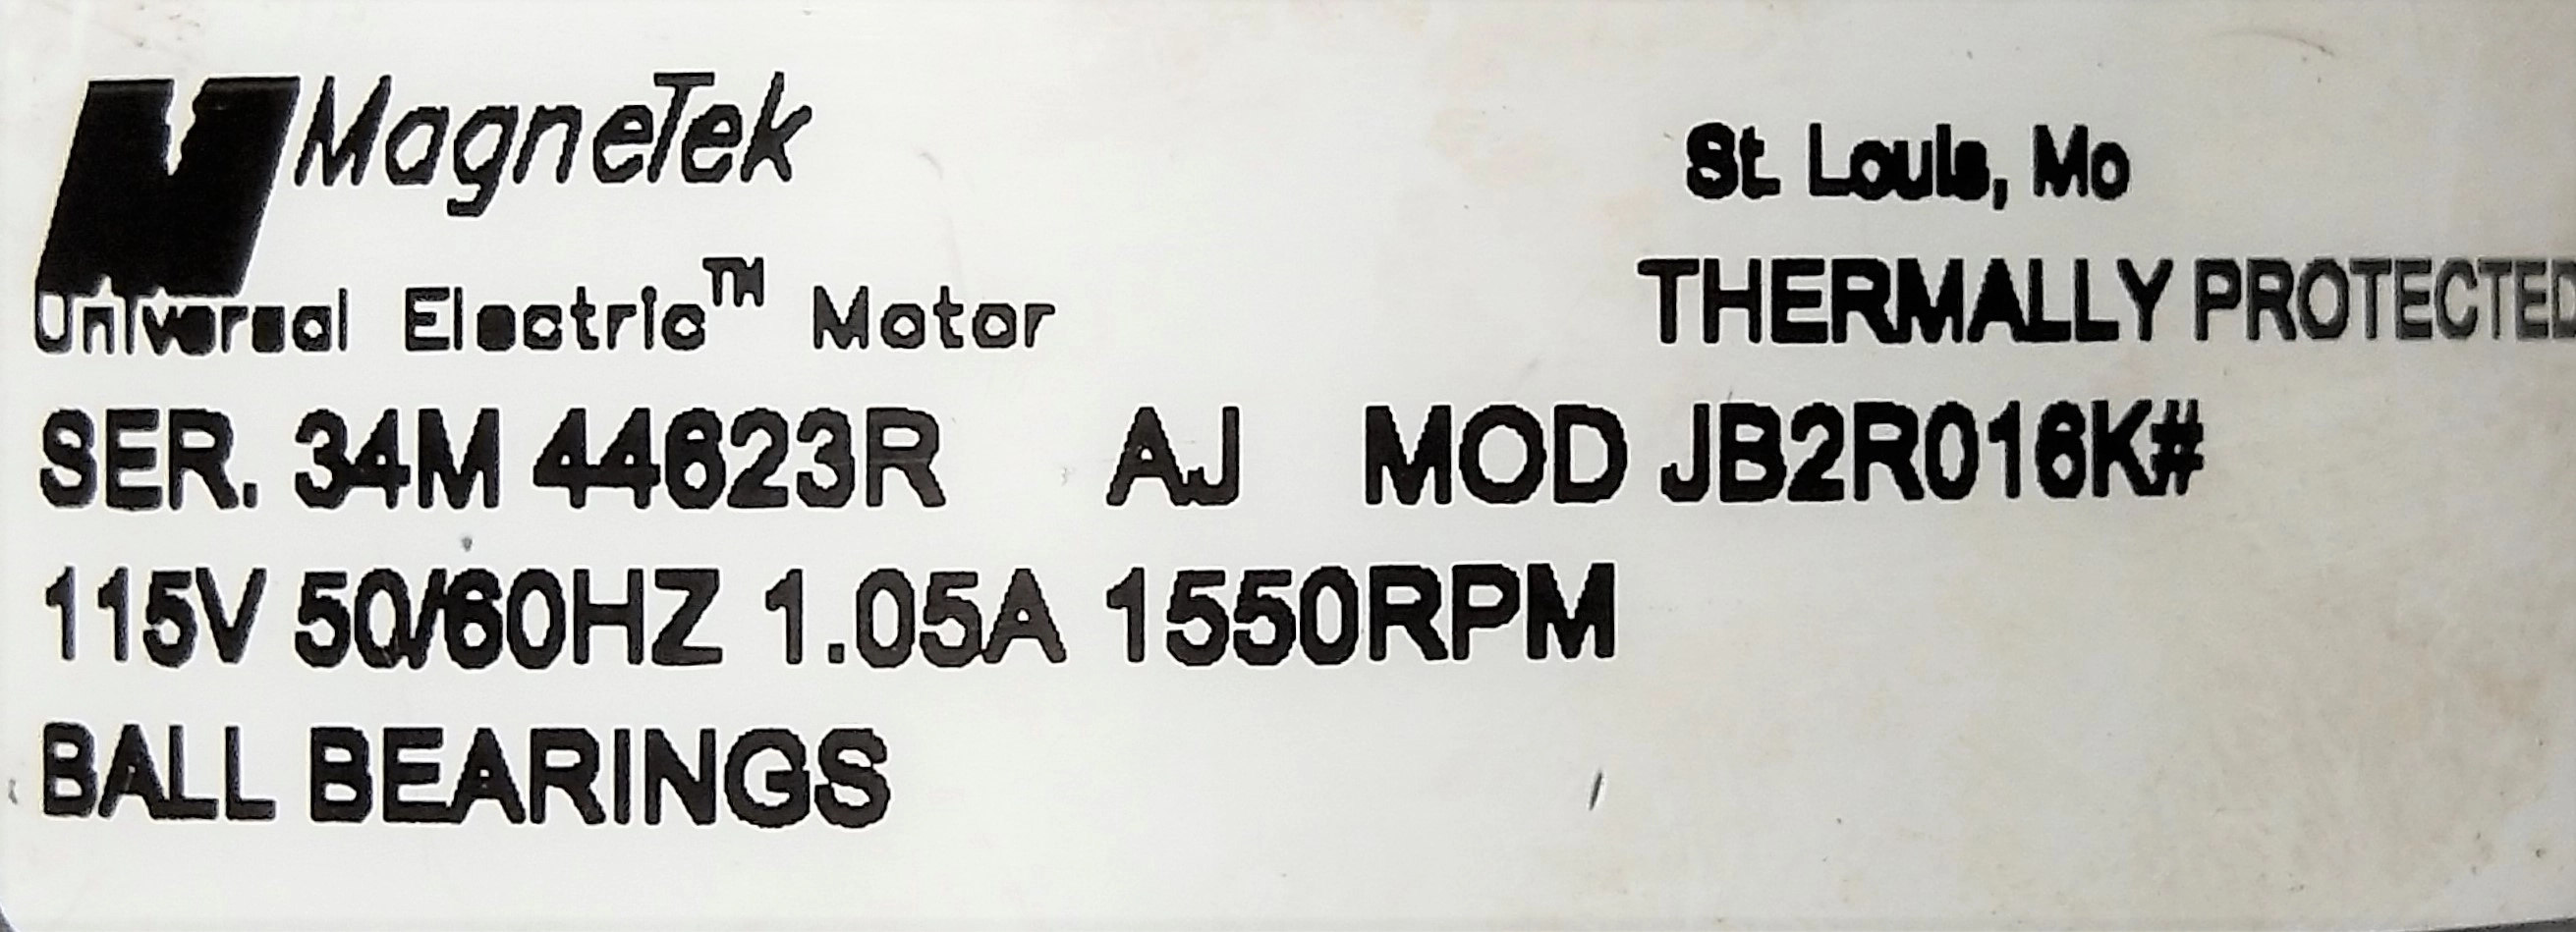 MagneTek St. Louis, Mo
Universal Electric™ Motor THERMALLY PROTECTED
SER. 34M 44623R AJ MOD JB2R016K#
115V 50/60HZ 1.05A 1550RPM
BALL BEARINGS